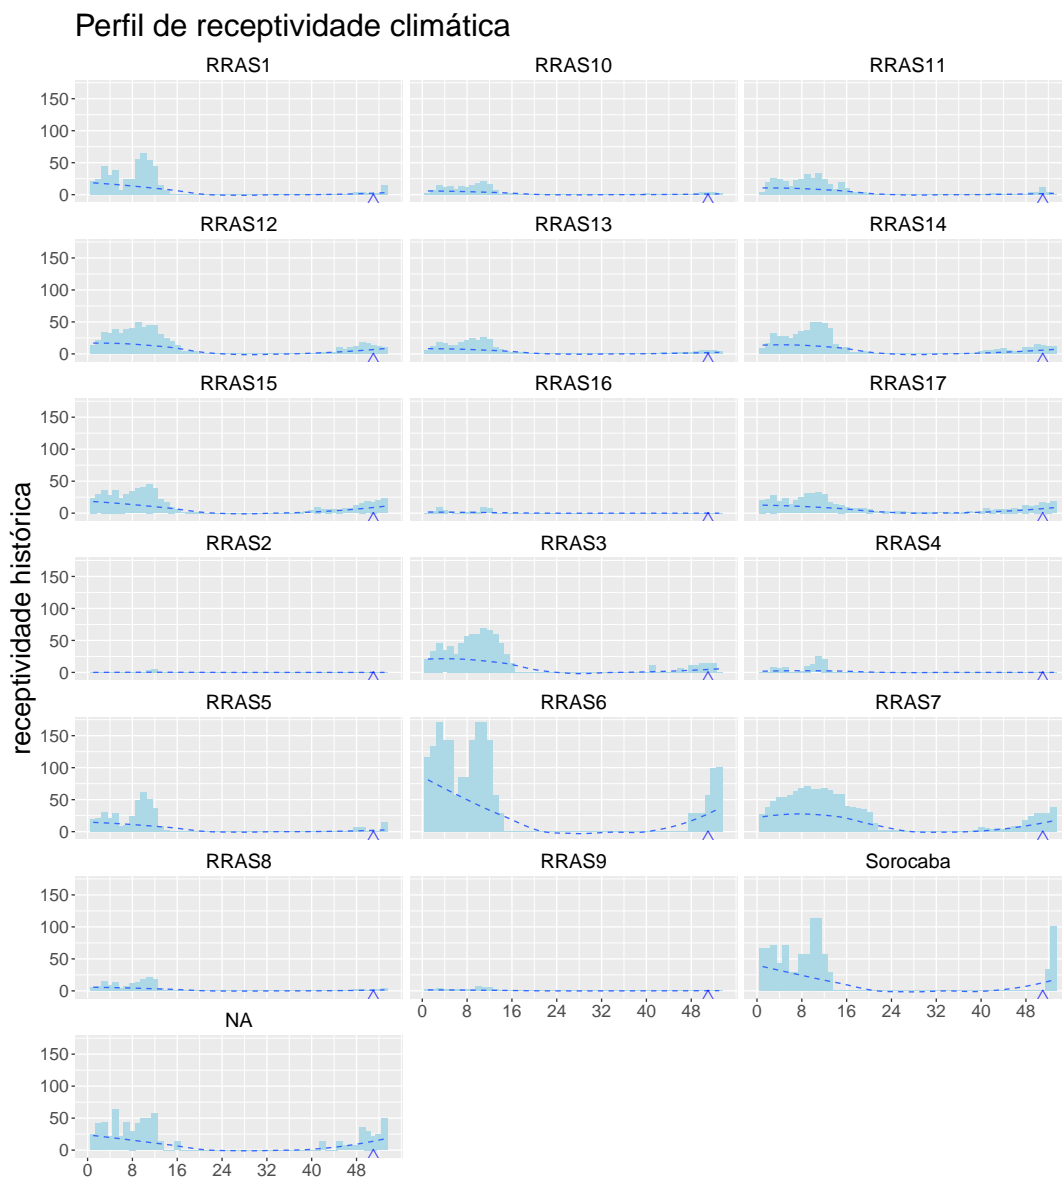 Perfil de receptividade climática
RRAS1 RRAS10 RRAS11
150
100
50
0
RRAS12 RRAS13 RRAS14
150
100
50
0
RRAS15 RRAS16 RRAS17
150
100
50
0
receptividade histórica
RRAS2 RRAS3 RRAS4
150
100
50
0
RRAS5 RRAS6 RRAS7
150
100
50
0
RRAS8 RRAS9 Sorocaba
150
100
50
0
0 8 16 24 32 40 48 0 8 16 24 32 40 48
NA
150
100
50
0
0 8 16 24 32 40 48